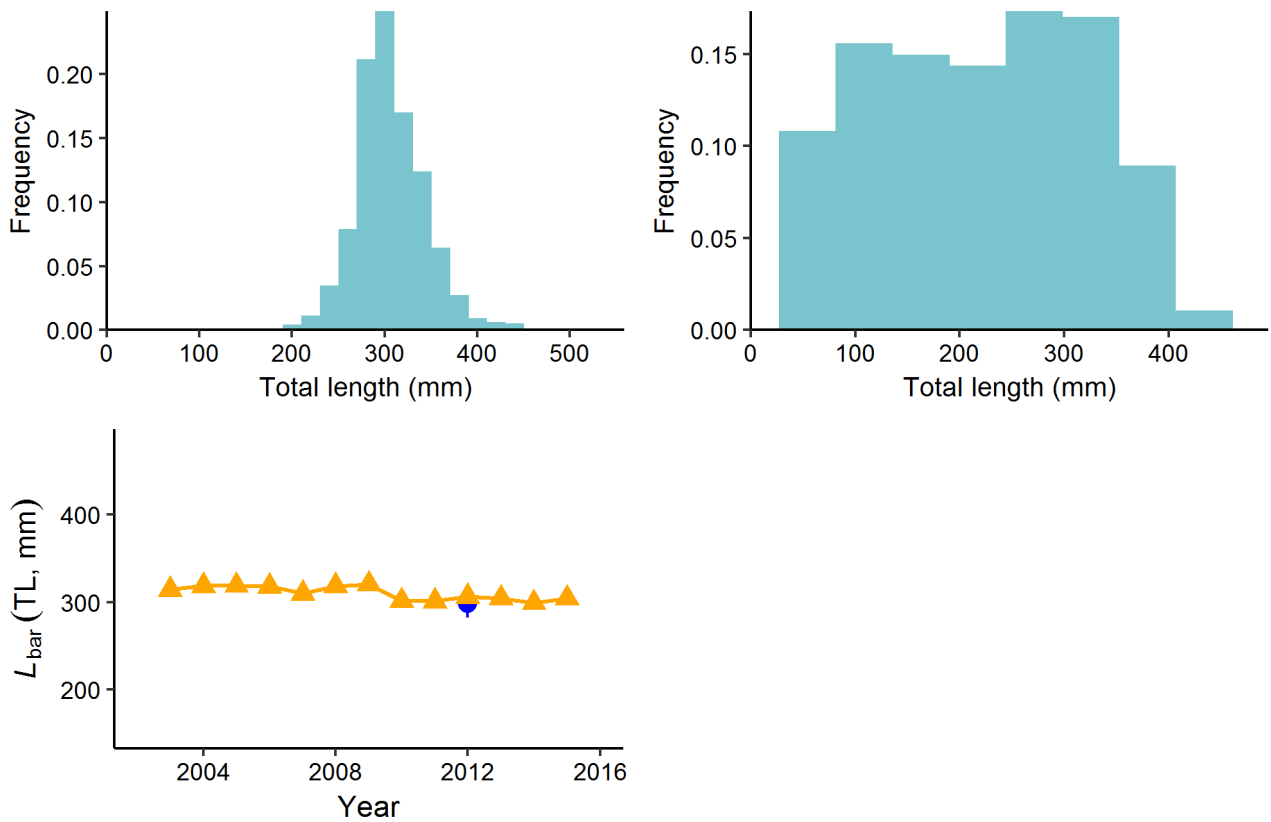 Frequency
0.20
0.15
0.10
0.05
0.00
0 100 200 300 400 500
Total length (mm)
Frequency
0.15
0.10
0.05
0.00
0 100 200 300 400
Total length (mm)
Lbar (TL, mm)
400
300
200
2004 2008 2012 2016
Year